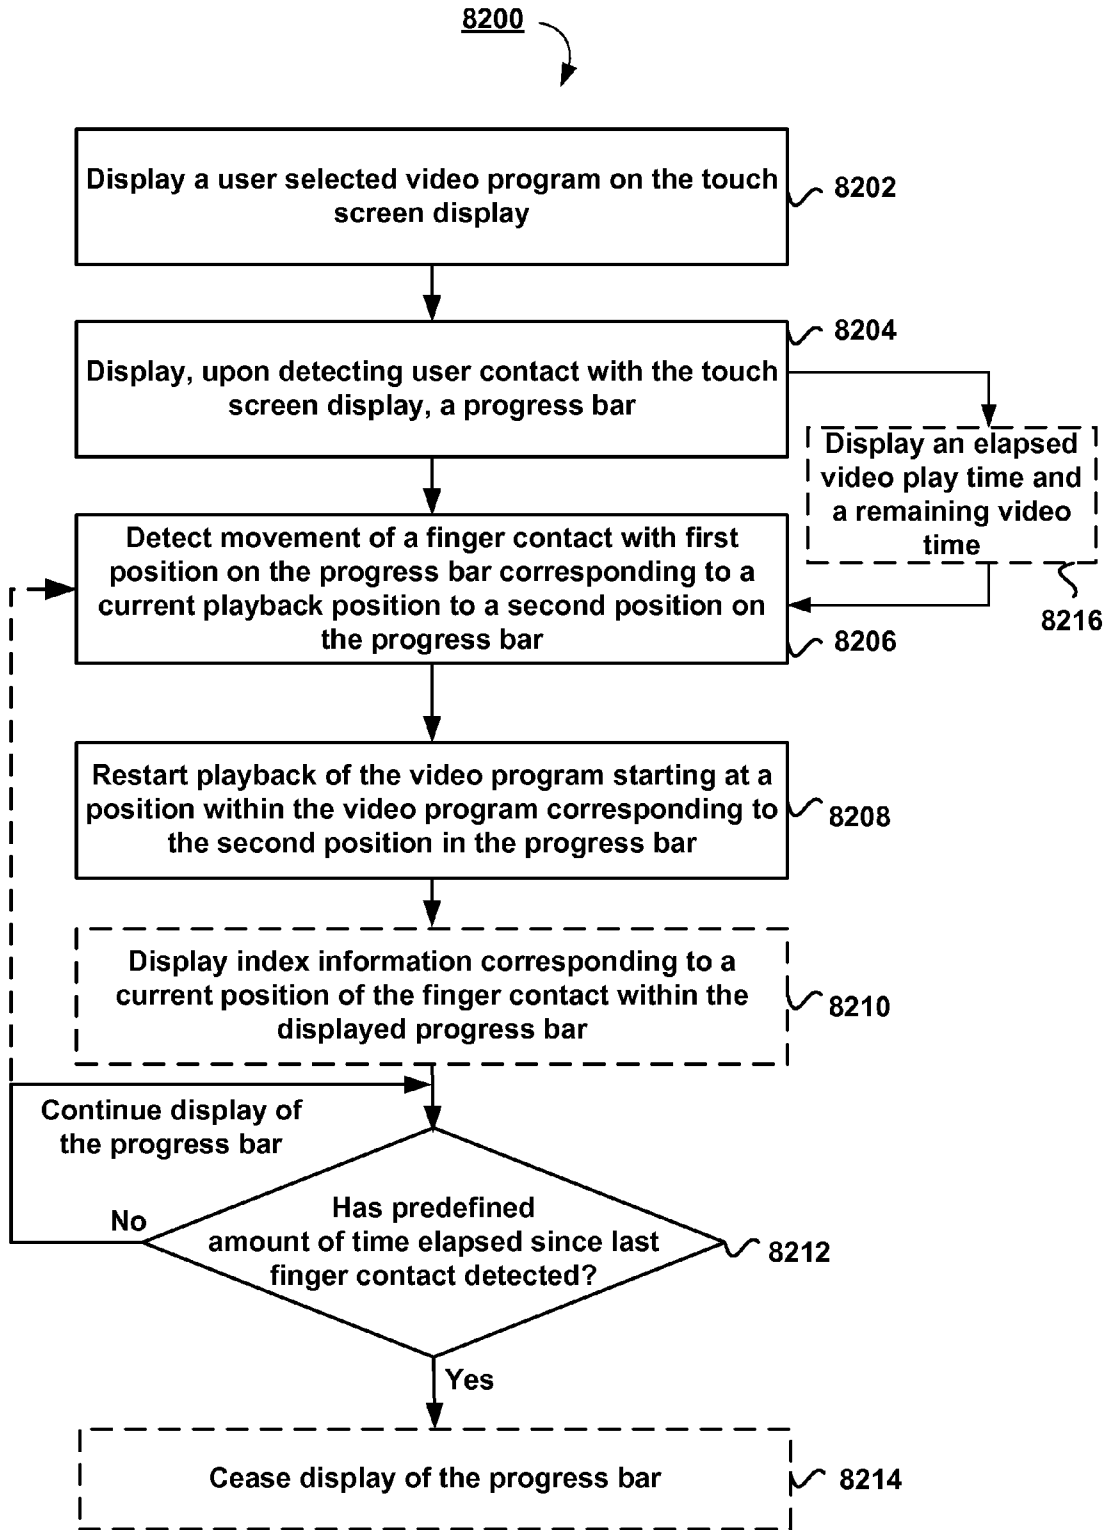 8200
Display a user selected video program on the touch
screen display
8202
8204
Display, upon detecting user contact with the touch
screen display, a progress bar
Display an elapsed
video play time and
a remaining video
time
8216
Detect movement of a finger contact with first
position on the progress bar corresponding to a
current playback position to a second position on
the progress bar
8206
Restart playback of the video program starting at a
position within the video program corresponding to
the second position in the progress bar
8208
Display index information corresponding to a
current position of the finger contact within the
displayed progress bar
8210
Continue display of
the progress bar
No
Has predefined
amount of time elapsed since last
finger contact detected?
8212
Yes
Cease display of the progress bar
8214